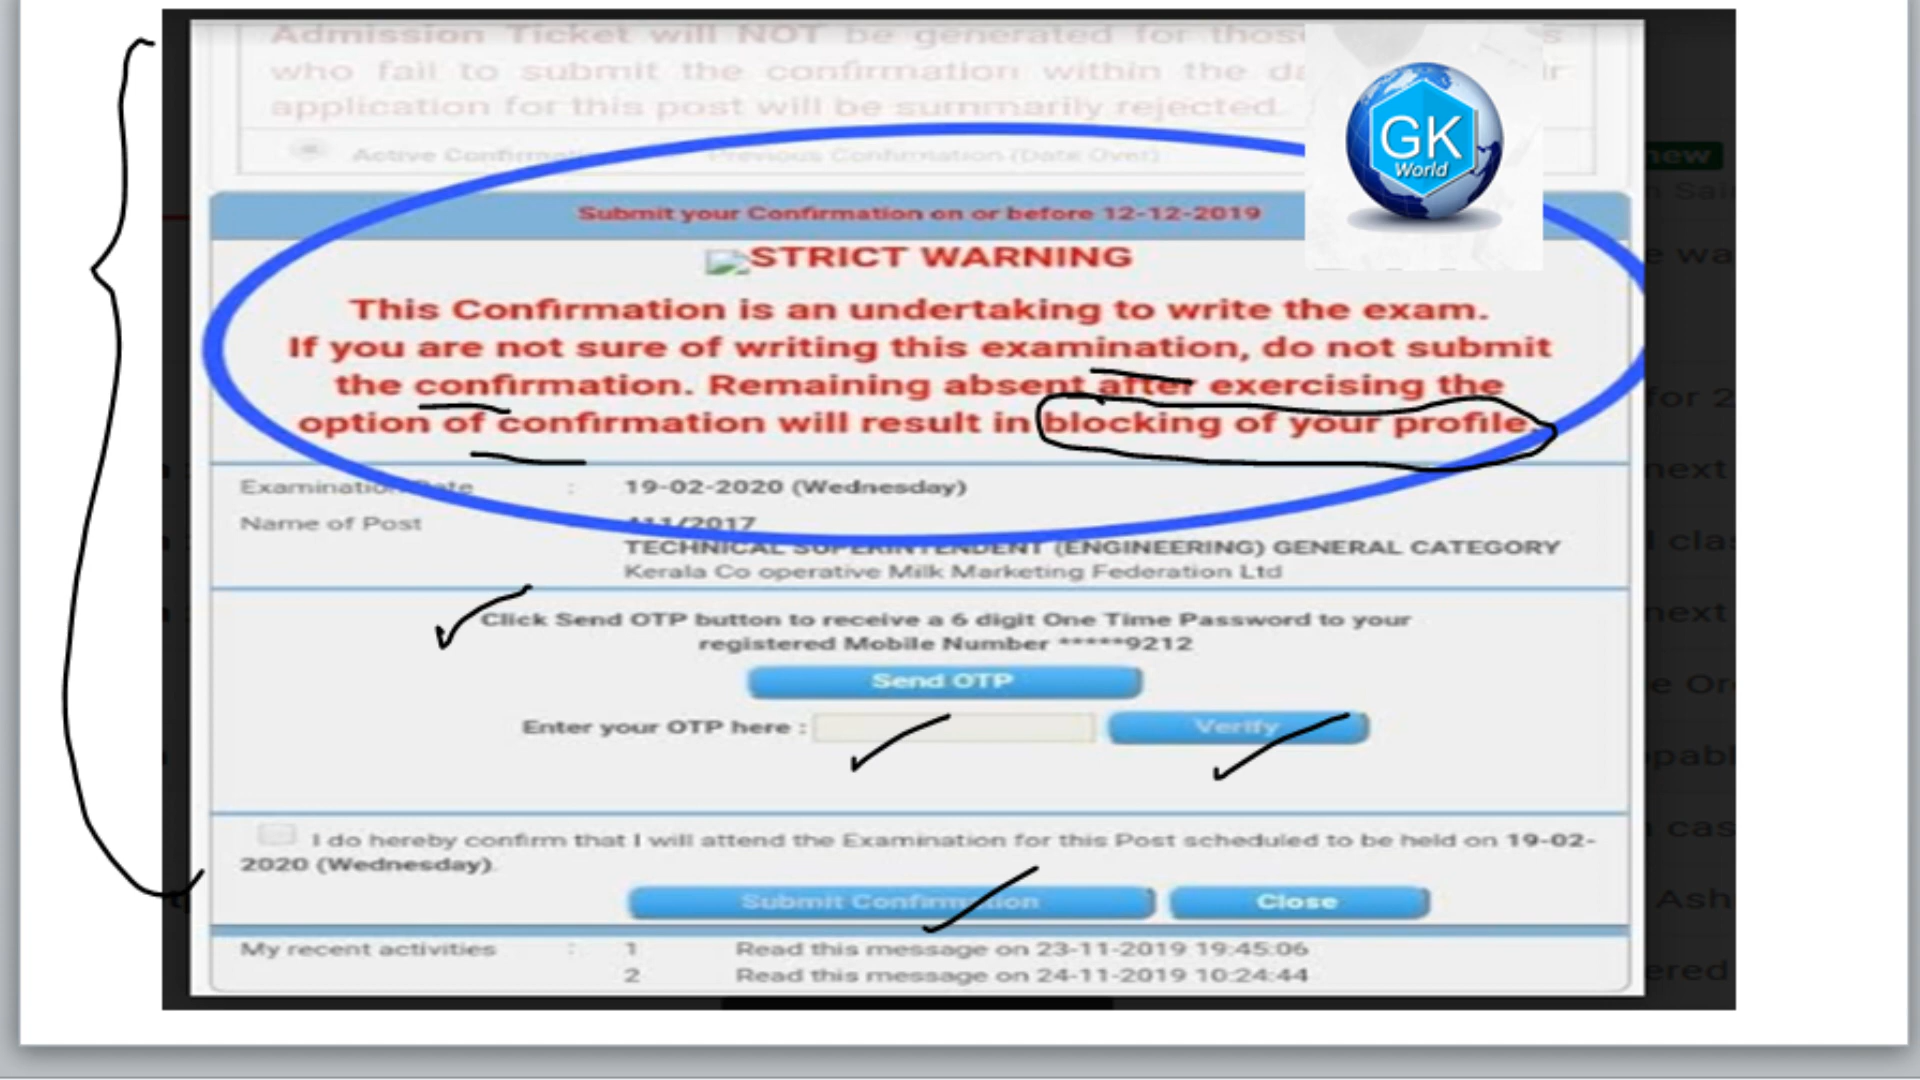 Admission Ticket will NOT be generated for
who fail to submit the confirmation within the
application for this post will be summarily rejected.
Active Previous Confirmation (Date Over)
GK
World
new
Submit your Confirmation on or before 12-12-2019
STRICT WARNING
This Confirmation is an undertaking to write the exam.
If you are not sure of writing this examination, do not submit
the confirmation. Remaining absent after exercising the
option of confirmation will result in blocking of your profile.
Examination Date : 19-02-2020 (Wednesday)
Name of Post 411/2017
TECHNICAL SUPERINTENDENT (ENGINEERING) GENERAL CATEGORY
Kerala Co operative Milk Marketing Federation Ltd
Click Send OTP button to receive a 6 digit One Time Password to your
registered Mobile Number *****9212
Send OTP
Enter your OTP here : Verify
I do hereby confirm that I will attend the Examination for this Post scheduled to be held on 19-02-
2020 (Wednesday).
Submit Confirmation Close
My recent activities : 1 Read this message on 23-11-2019 19:45:06
2 Read this message on 24-11-2019 10:24:44
for 2
next
next
Ash